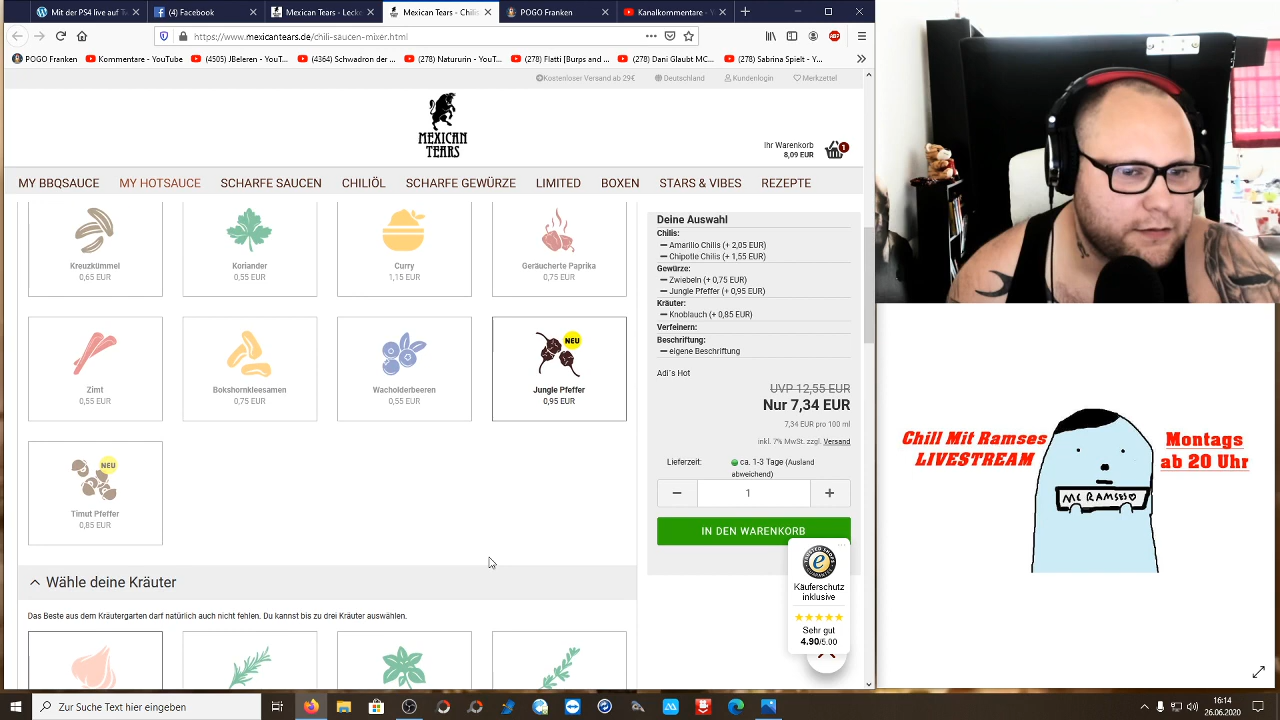 Mit der PS4 live auf T
Facebook
Mexican Tears - Lecke
Mexican Tears - Chili
POGO Franken
Kanalkommentare - Y
https://www.mexicantears.de/chili-saucen-mixer.html
ABP
POGO Franken
Kommentare - YouTube
(4505) JBeleren - YouT...
(4364) Schwadron der ...
(278) Naturruni - YouT...
(278) Flatti [Burps and ...
(278) Dani Glaubt MC...
(278) Sabrina Spielt - Y...
Kostenloser Versand ab 29€
Deutschland
Kundenlogin
Merkzettel
MEXICAN
TEARS
Ihr Warenkorb
8,09 EUR
1
MY BBQSAUCE
MY HOTSAUCE
SCHARFE SAUCEN
CHILIÖL
SCHARFE GEWÜRZE
LIMITED
BOXEN
STARS & VIBES
REZEPTE
Kreuzkümmel
0,65 EUR
Koriander
0,55 EUR
Curry
1,15 EUR
Geräucherte Paprika
0,75 EUR
Zimt
0,55 EUR
Bokshornkleesamen
0,75 EUR
Wacholderbeeren
0,55 EUR
NEU
Jungle Pfeffer
0,95 EUR
NEU
Timut Pfeffer
0,85 EUR
Wähle deine Kräuter
Das Beste aus dem Kräutergarten darf natürlich auch nicht fehlen. Du kannst bis zu drei Kräuter auswählen.
Deine Auswahl
Chilis:
Amarillo Chilis (+ 2,05 EUR)
Chipotle Chilis (+ 1,55 EUR)
Gewürze:
Zwiebeln (+ 0,75 EUR)
Jungle Pfeffer (+ 0,95 EUR)
Kräuter:
Knoblauch (+ 0,85 EUR)
Verfeinern:
Beschriftung:
eigene Beschriftung
Adi´s Hot
UVP 12,55 EUR
Nur 7,34 EUR
7,34 EUR pro 100 ml
inkl. 7% MwSt. zzgl. Versand
Lieferzeit:
ca. 1-3 Tage (Ausland
abweichend)
− 1 +
IN DEN WARENKORB
Käuferschutz
inklusive
Sehr gut
4.90/5.00
Chill Mit Ramses
LIVESTREAM
MC RAMSES
Montags
ab 20 Uhr
Zur Suche Text hier eingeben
16:14
26.06.2020